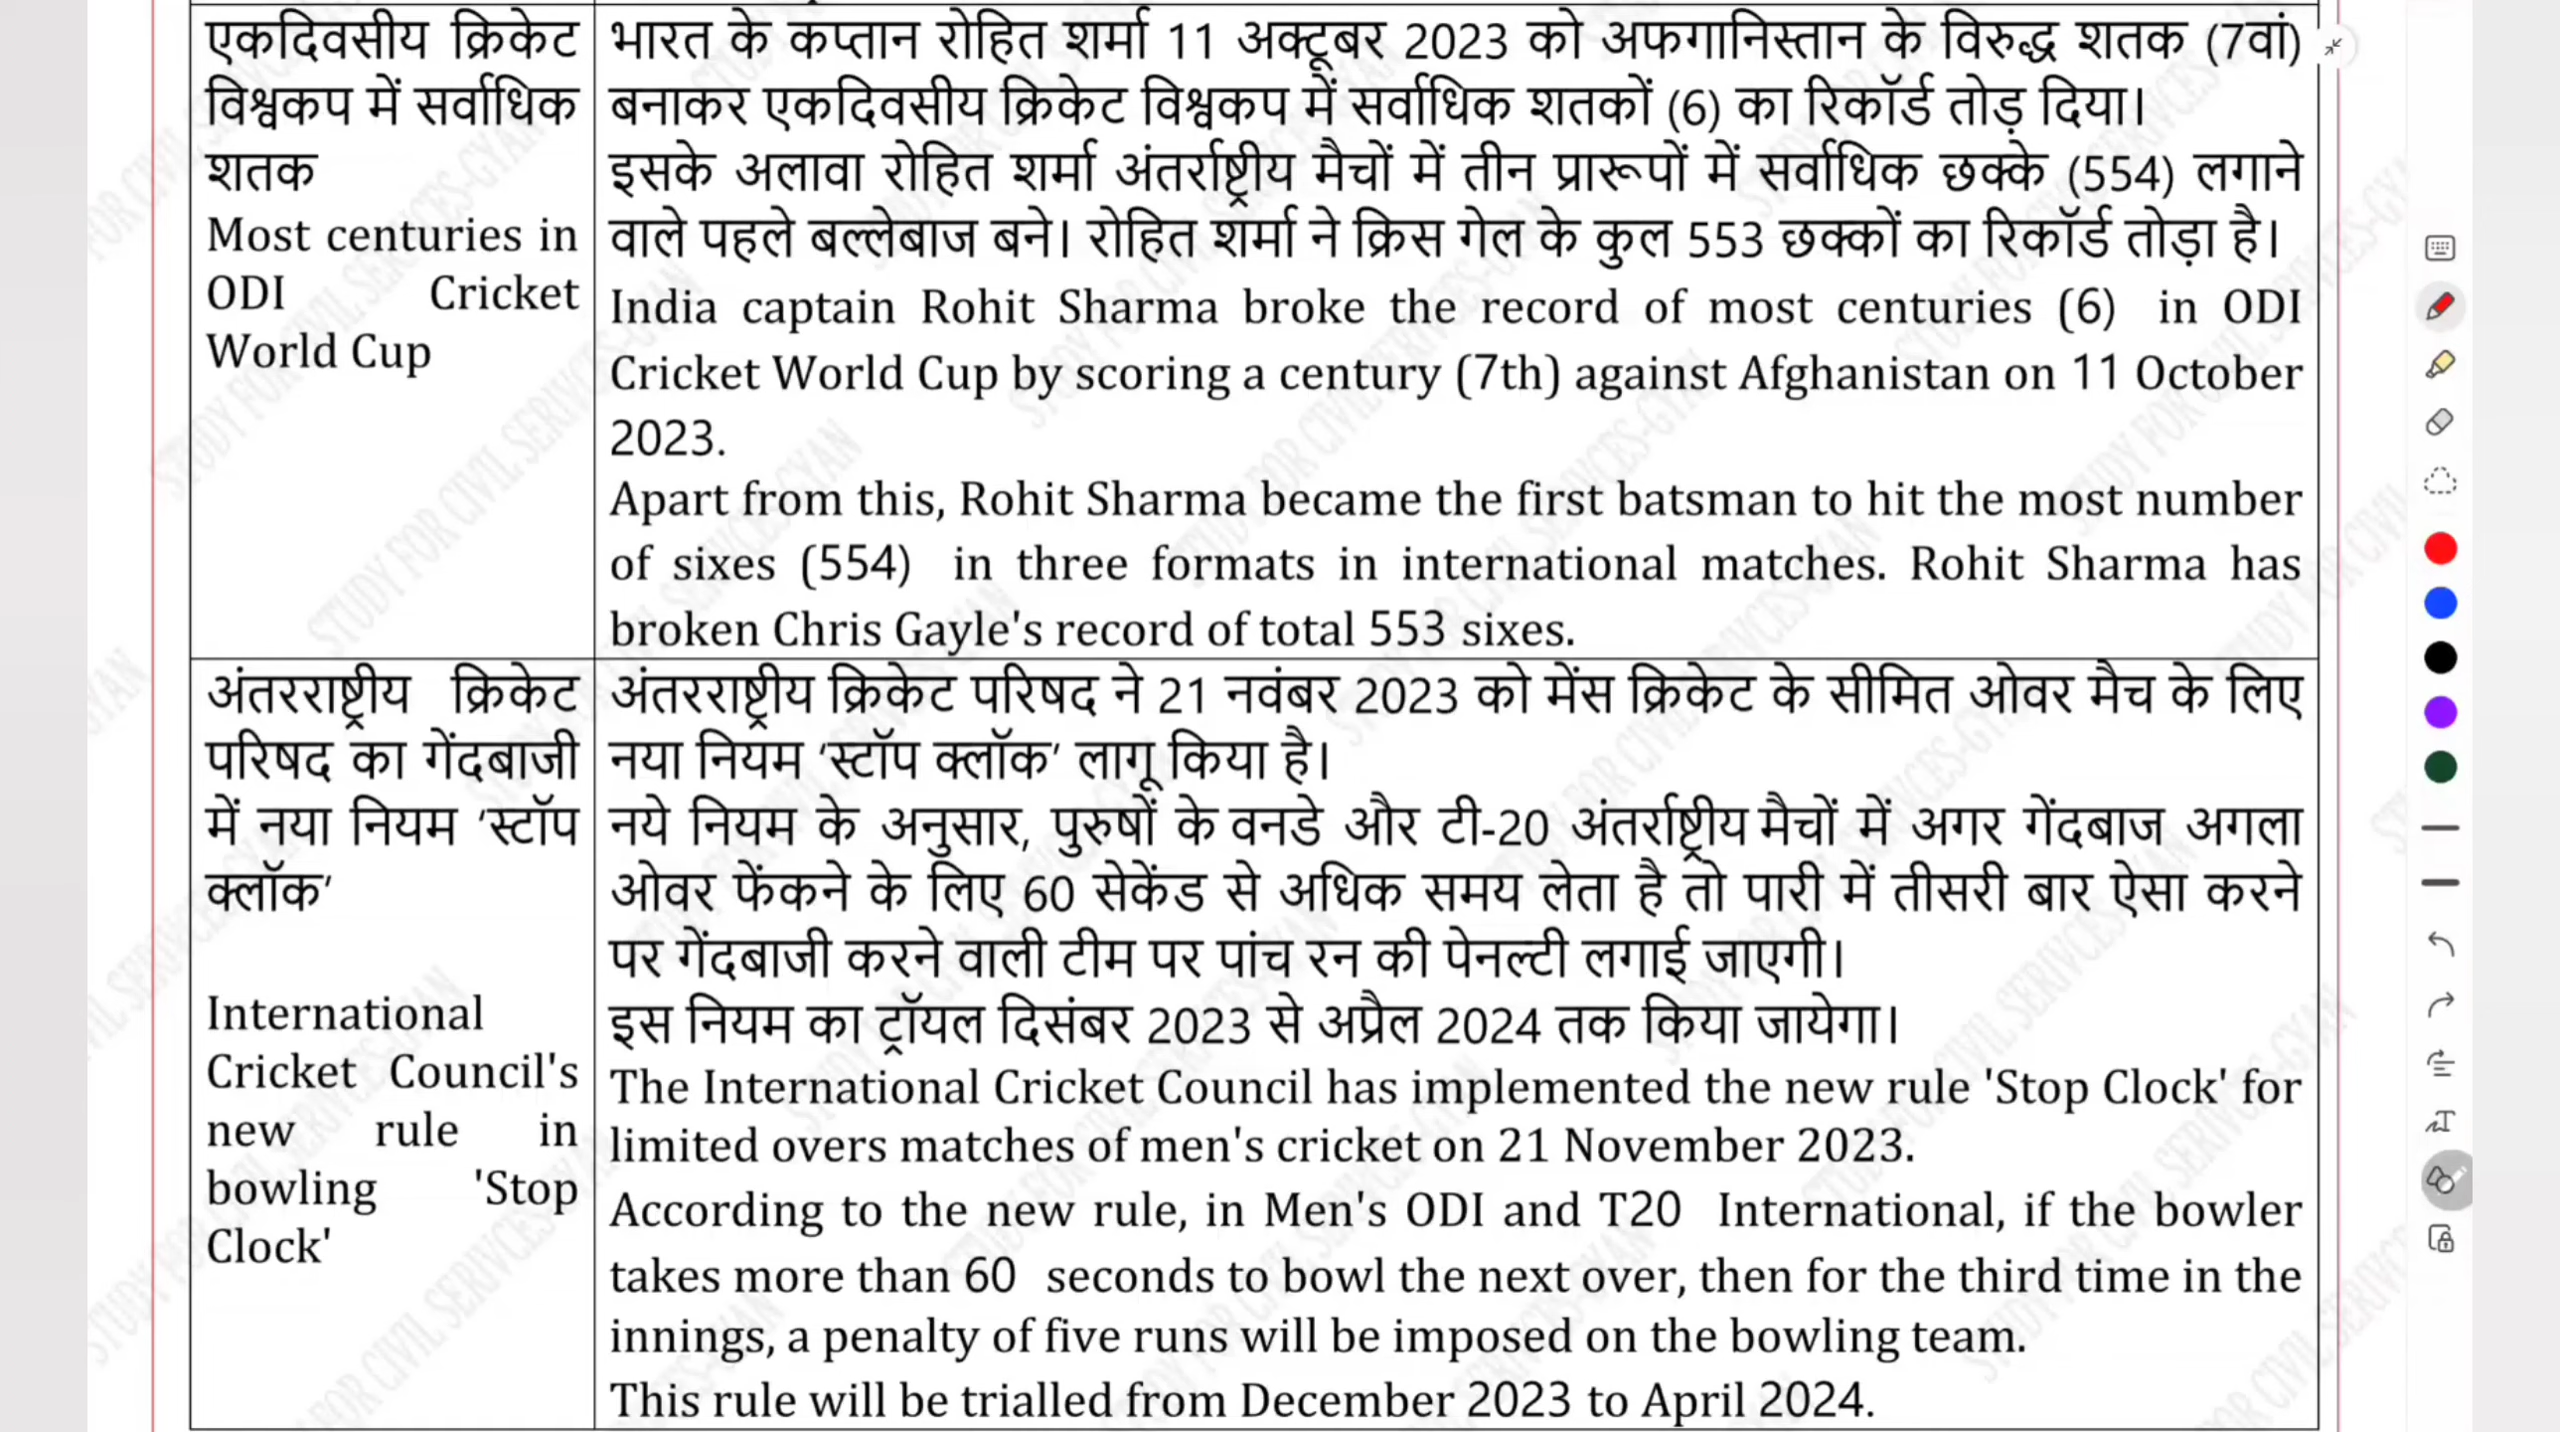 एकदिवसीय क्रिकेट
विश्वकप में सर्वाधिक
शतक
Most centuries in
ODI Cricket
World Cup
भारत के कप्तान रोहित शर्मा 11 अक्टूबर 2023 को अफगानिस्तान के विरुद्ध शतक (7वां)
बनाकर एकदिवसीय क्रिकेट विश्वकप में सर्वाधिक शतकों (6) का रिकॉर्ड तोड़ दिया।
इसके अलावा रोहित शर्मा अंतर्राष्ट्रीय मैचों में तीन प्रारूपों में सर्वाधिक छक्के (554) लगाने
वाले पहले बल्लेबाज बने। रोहित शर्मा ने क्रिस गेल के कुल 553 छक्कों का रिकॉर्ड तोड़ा है।
India captain Rohit Sharma broke the record of most centuries (6) in ODI
Cricket World Cup by scoring a century (7th) against Afghanistan on 11 October
2023.
Apart from this, Rohit Sharma became the first batsman to hit the most number
of sixes (554) in three formats in international matches. Rohit Sharma has
broken Chris Gayle's record of total 553 sixes.
अंतरराष्ट्रीय क्रिकेट
परिषद का गेंदबाजी
में नया नियम ‘स्टॉप
क्लॉक’
International
Cricket Council's
new rule in
bowling 'Stop
Clock'
अंतरराष्ट्रीय क्रिकेट परिषद ने 21 नवंबर 2023 को मेंस क्रिकेट के सीमित ओवर मैच के लिए
नया नियम ‘स्टॉप क्लॉक’ लागू किया है।
नये नियम के अनुसार, पुरुषों के वनडे और टी-20 अंतर्राष्ट्रीय मैचों में अगर गेंदबाज अगला
ओवर फेंकने के लिए 60 सेकेंड से अधिक समय लेता है तो पारी में तीसरी बार ऐसा करने
पर गेंदबाजी करने वाली टीम पर पांच रन की पेनल्टी लगाई जाएगी।
इस नियम का ट्रॉयल दिसंबर 2023 से अप्रैल 2024 तक किया जायेगा।
The International Cricket Council has implemented the new rule 'Stop Clock' for
limited overs matches of men's cricket on 21 November 2023.
According to the new rule, in Men's ODI and T20 International, if the bowler
takes more than 60 seconds to bowl the next over, then for the third time in the
innings, a penalty of five runs will be imposed on the bowling team.
This rule will be trialled from December 2023 to April 2024.
STUDY FOR CIVIL SERIVCES-GYAN